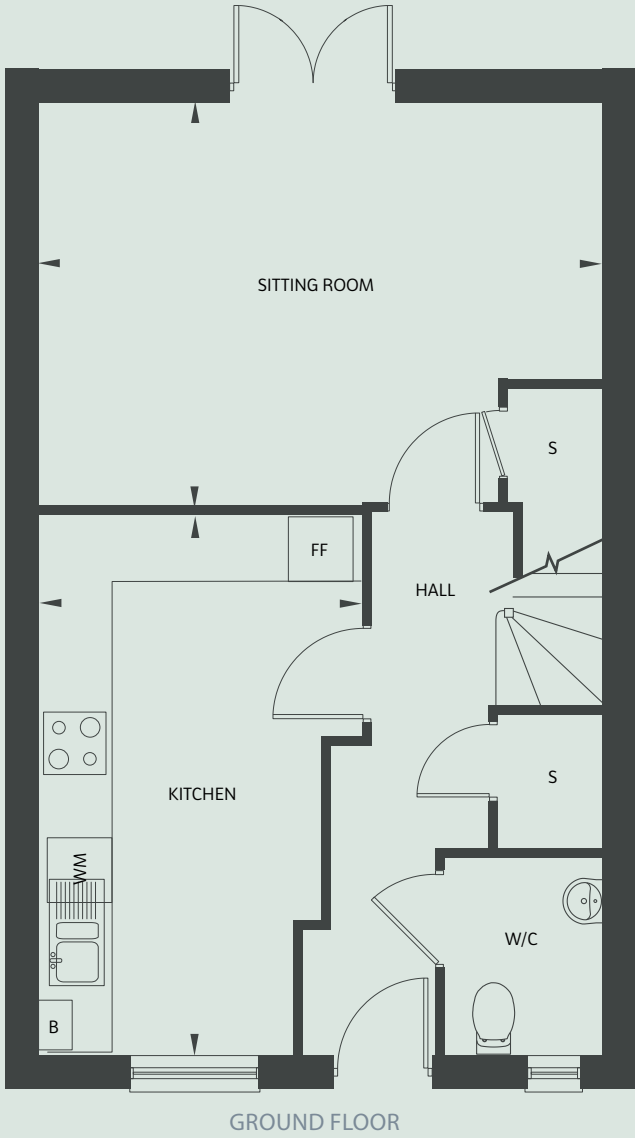 SITTING ROOM
S
FF
HALL
KITCHEN
S
WM
W/C
B
GROUND FLOOR